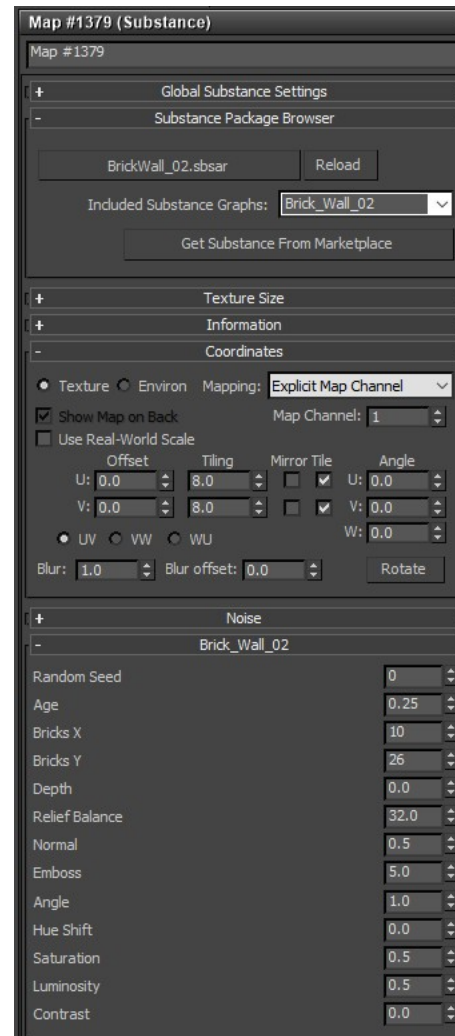 Map #1379 (Substance)
Map #1379
+ Global Substance Settings
- Substance Package Browser
BrickWall_02.sbsar Reload
Included Substance Graphs: Brick_Wall_02
Get Substance From Marketplace
+ Texture Size
+ Information
- Coordinates
Texture Environ Mapping: Explicit Map Channel
Show Map on Back Map Channel: 1
Use Real-World Scale
Offset Tiling Mirror Tile Angle
U: 0.0 8.0 U: 0.0
V: 0.0 8.0 V: 0.0
UV VW WU W: 0.0
Blur: 1.0 Blur offset: 0.0 Rotate
+ Noise
- Brick_Wall_02
Random Seed 0
Age 0.25
Bricks X 10
Bricks Y 26
Depth 0.0
Relief Balance 32.0
Normal 0.5
Emboss 5.0
Angle 1.0
Hue Shift 0.0
Saturation 0.5
Luminosity 0.5
Contrast 0.0